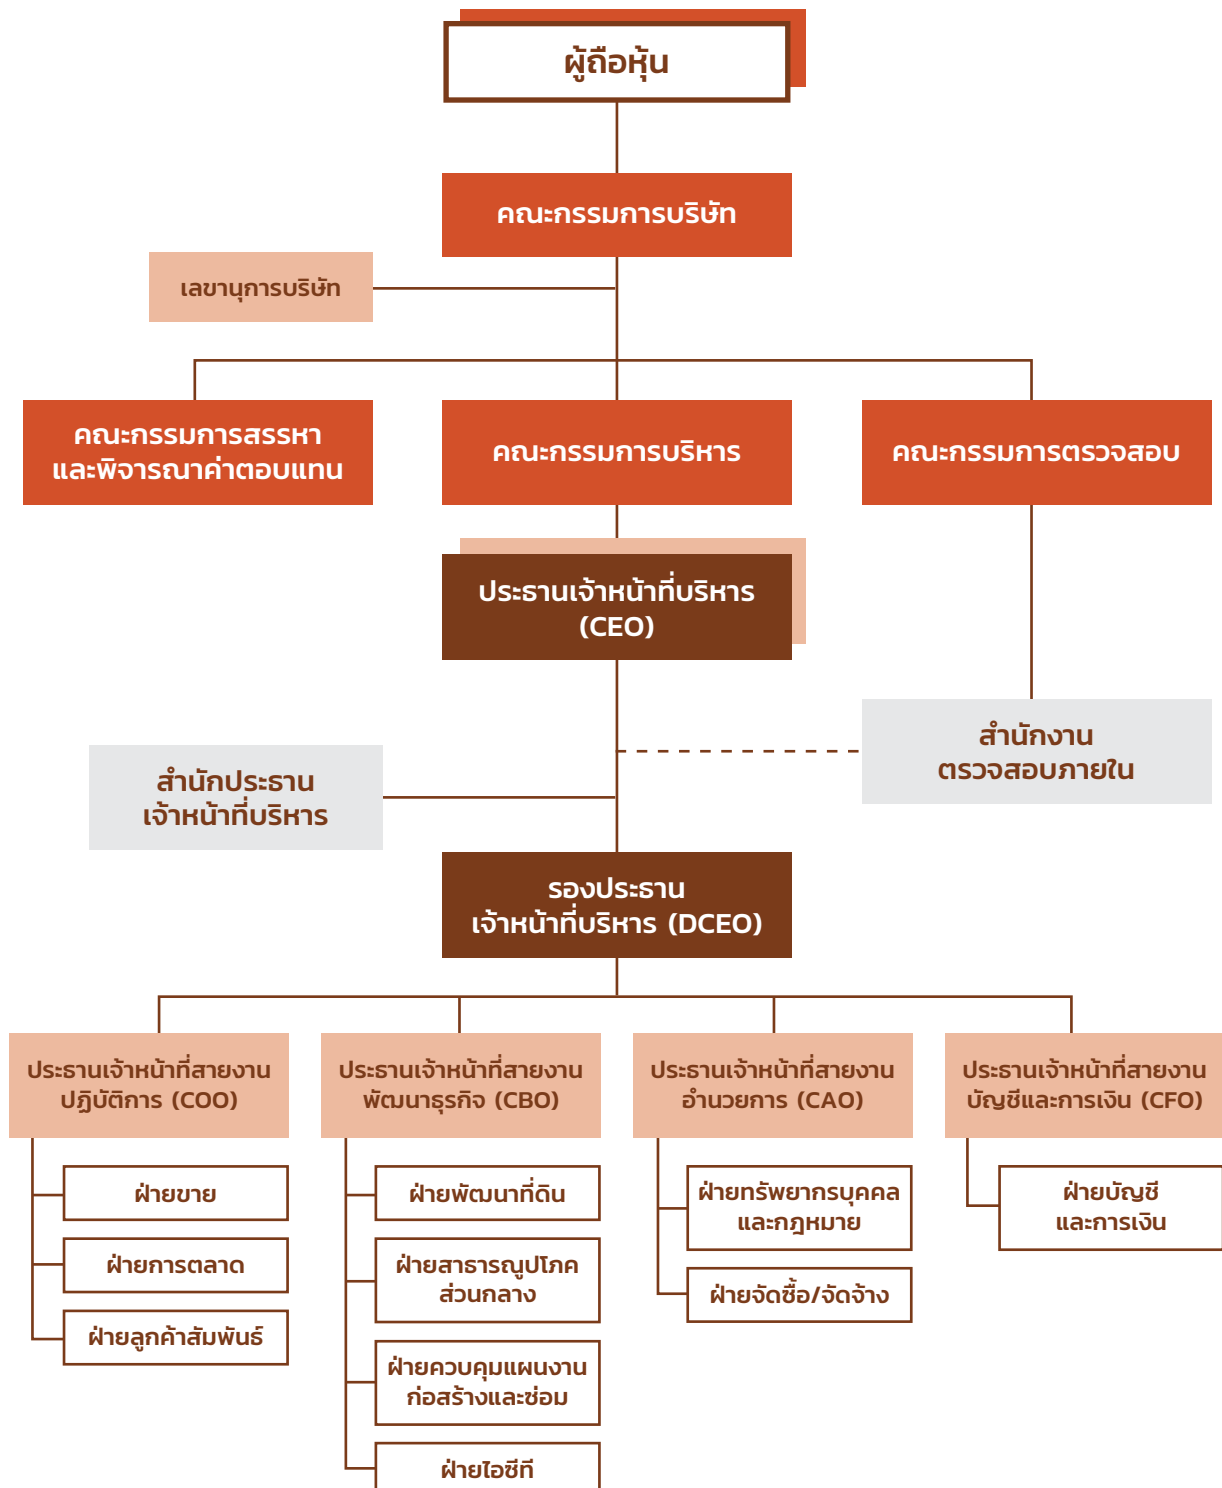 ผู้ถือหุ้น
คณะกรรมการบริษัท
เลขานุการบริษัท
คณะกรรมการสรรหา
และพิจารณาค่าตอบแทน
คณะกรรมการบริหาร
คณะกรรมการตรวจสอบ
ประธานเจ้าหน้าที่บริหาร
(CEO)
สำนักงาน
ตรวจสอบภายใน
สำนักประธาน
เจ้าหน้าที่บริหาร
รองประธาน
เจ้าหน้าที่บริหาร (DCEO)
ประธานเจ้าหน้าที่สายงาน
ปฏิบัติการ (COO)
ฝ่ายขาย
ฝ่ายการตลาด
ฝ่ายลูกค้าสัมพันธ์
ประธานเจ้าหน้าที่สายงาน
พัฒนาธุรกิจ (CBO)
ฝ่ายพัฒนาที่ดิน
ฝ่ายสาธารณูปโภค
ส่วนกลาง
ฝ่ายควบคุมแผนงาน
ก่อสร้างและซ่อม
ฝ่ายไอซีที
ประธานเจ้าหน้าที่สายงาน
อำนวยการ (CAO)
ฝ่ายทรัพยากรบุคคล
และกฎหมาย
ฝ่ายจัดซื้อ/จัดจ้าง
ประธานเจ้าหน้าที่สายงาน
บัญชีและการเงิน (CFO)
ฝ่ายบัญชี
และการเงิน